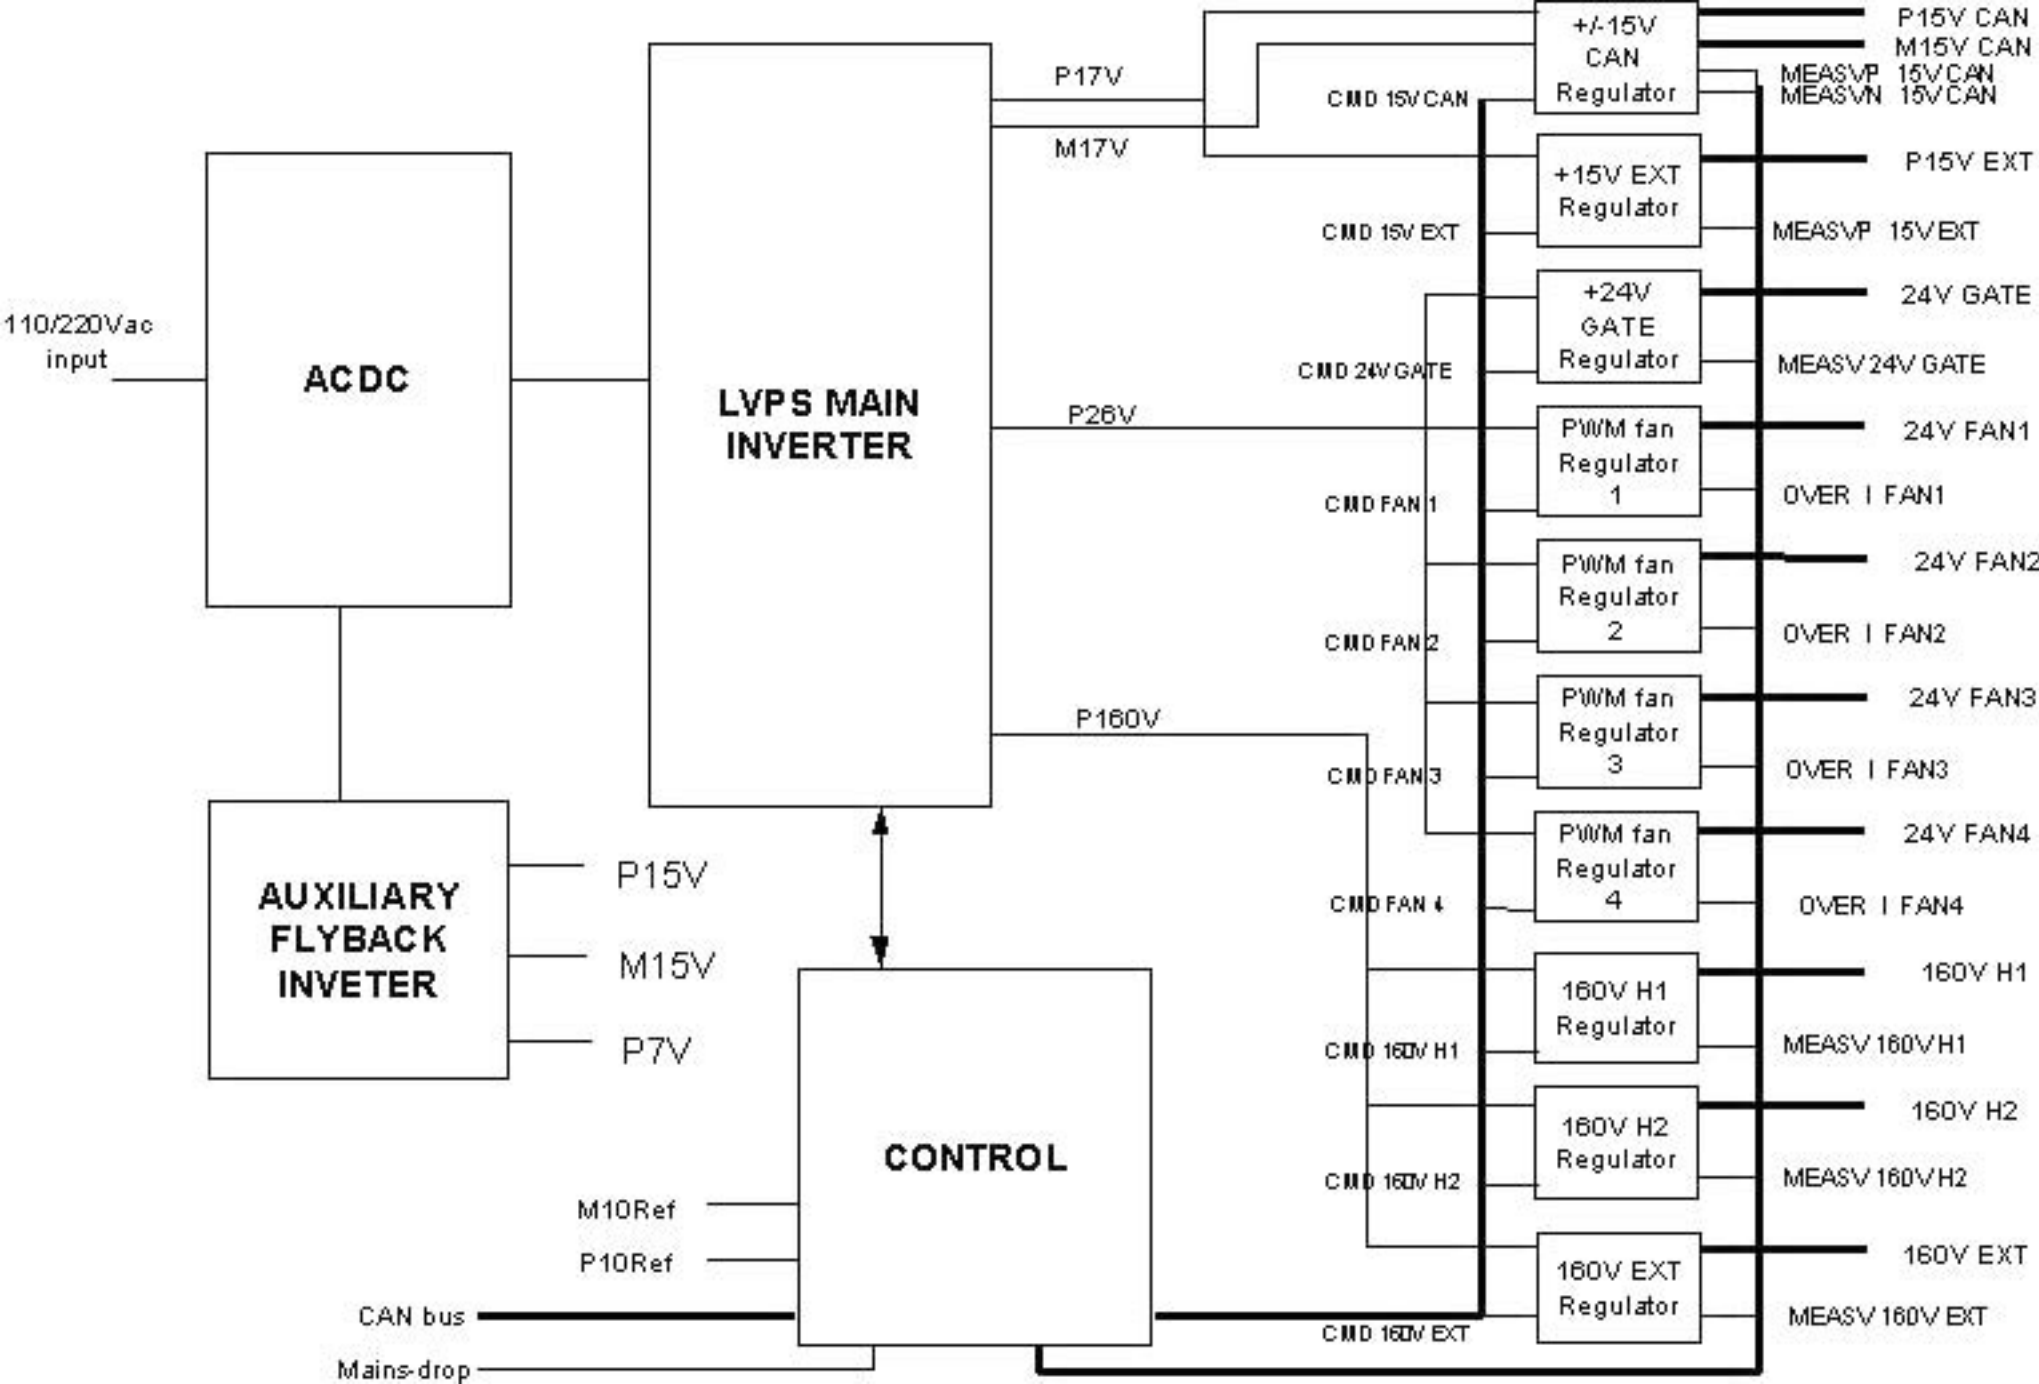 110/220Vac
input
ACDC
AUXILIARY
FLYBACK
INVETER
P15V
M15V
P7V
LVPS MAIN
INVERTER
P17V
M17V
P26V
P160V
CONTROL
M10Ref
P10Ref
CAN bus
Mains-drop
CMD 15V CAN
CMD 15V EXT
CMD 24V GATE
CMD FAN 1
CMD FAN 2
CMD FAN 3
CMD FAN 4
CMD 160V H1
CMD 160V H2
CMD 160V EXT
+/-15V
CAN
Regulator
+15V EXT
Regulator
+24V
GATE
Regulator
PWM fan
Regulator
1
PWM fan
Regulator
2
PWM fan
Regulator
3
PWM fan
Regulator
4
160V H1
Regulator
160V H2
Regulator
160V EXT
Regulator
P15V CAN
M15V CAN
MEASVP 15V CAN
MEASVN 15V CAN
P15V EXT
MEASVP 15V EXT
24V GATE
MEASV 24V GATE
24V FAN1
OVER I FAN1
24V FAN2
OVER I FAN2
24V FAN3
OVER I FAN3
24V FAN4
OVER I FAN4
160V H1
MEASV 160V H1
160V H2
MEASV 160V H2
160V EXT
MEASV 160V EXT